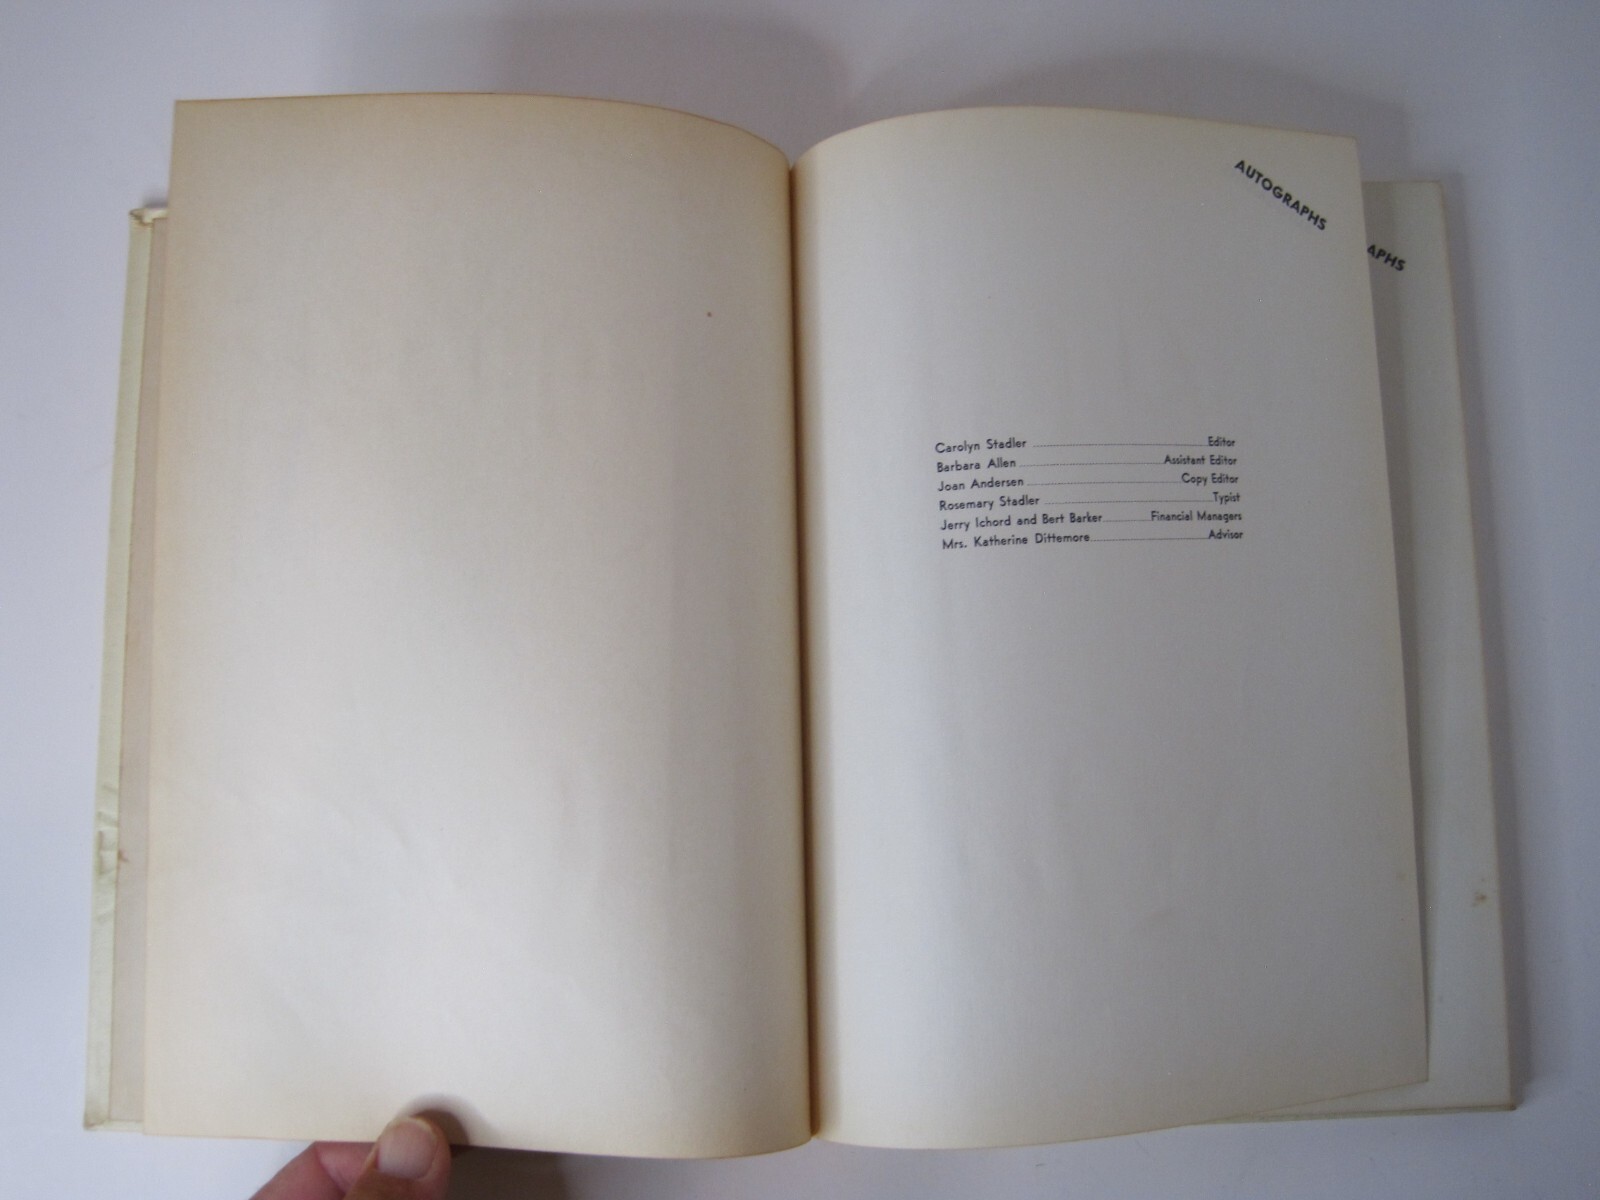 AUTOGRAPHS
APHS
Carolyn Stadler Editor
Barbara Allen Assistant Editor
Joan Andersen Copy Editor
Rosemary Stadler Typist
Jerry Ichord and Bert Barker Financial Managers
Mrs. Katherine Dittemore Advisor